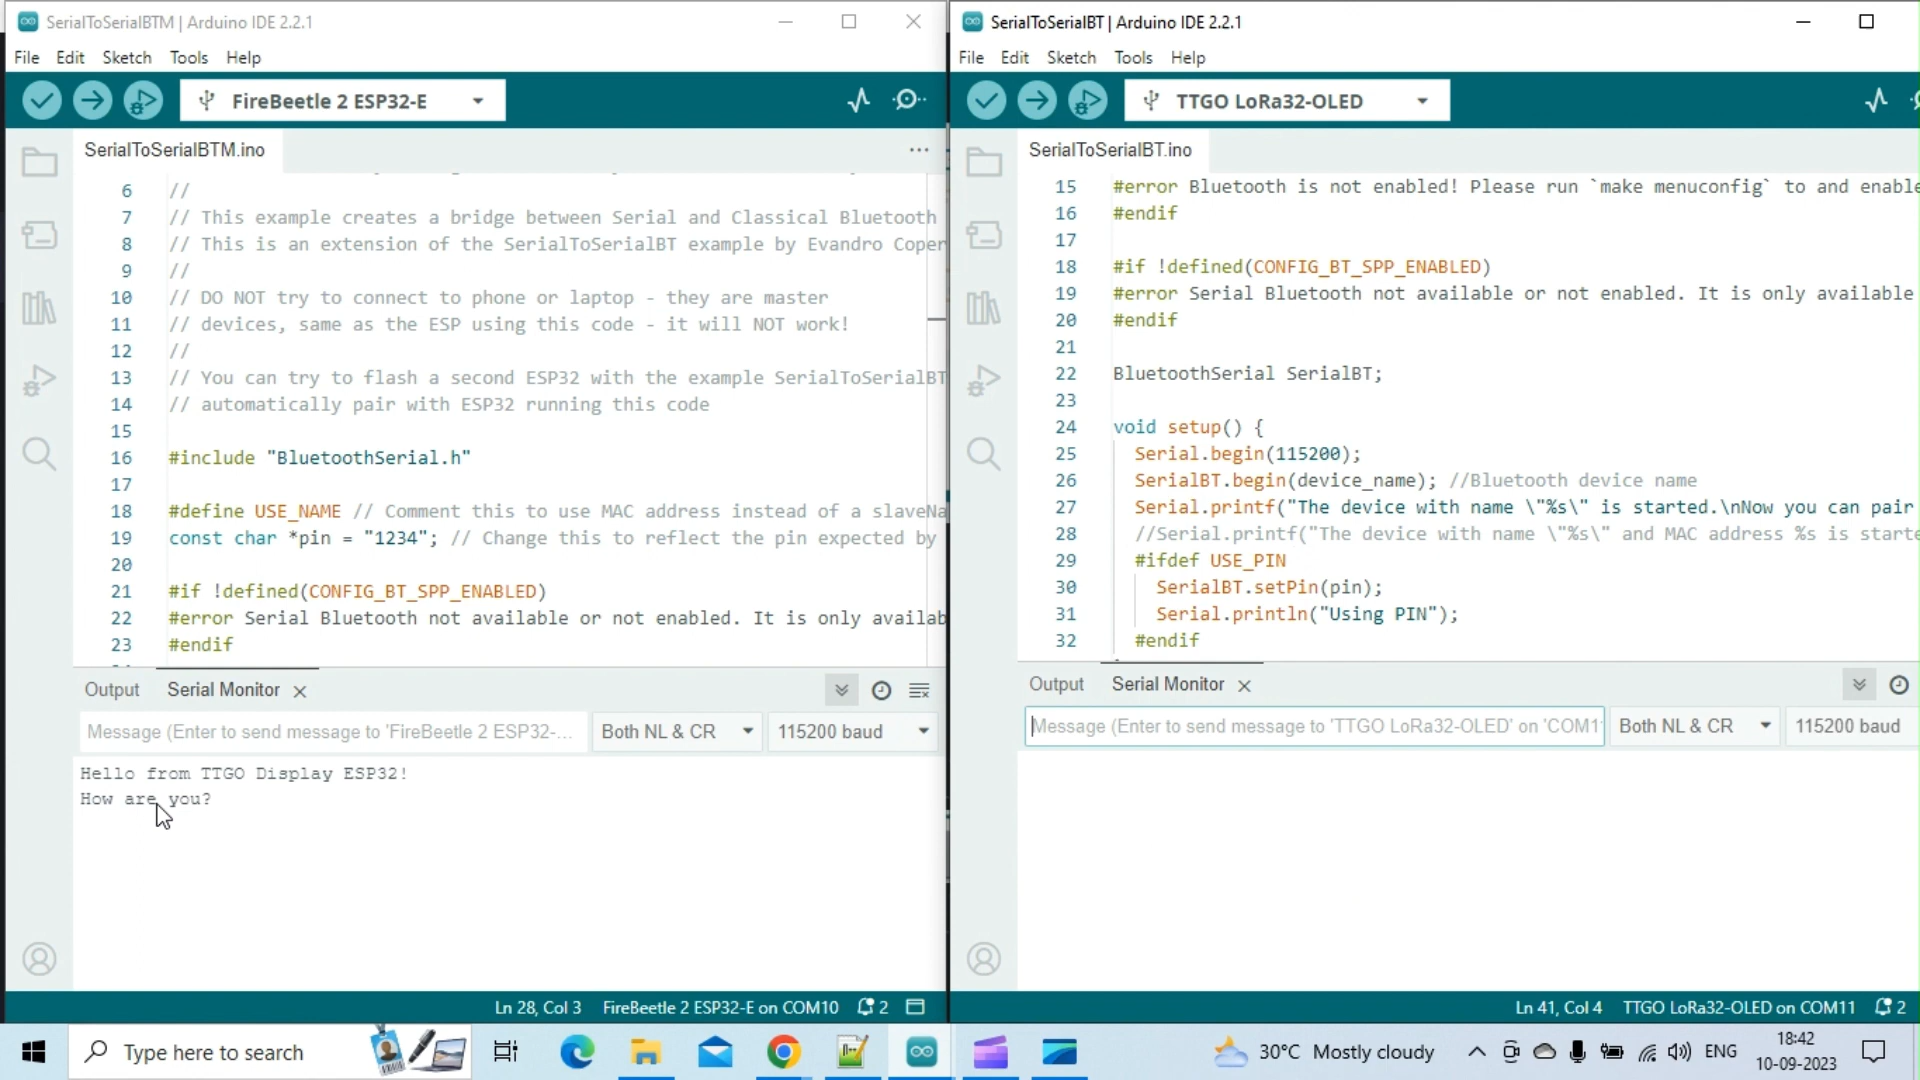 SerialToSerialBTM | Arduino IDE 2.2.1
File Edit Sketch Tools Help
FireBeetle 2 ESP32-E
SerialToSerialBTM.ino
6 //
7 // This example creates a bridge between Serial and Classical Bluetooth
8 // This is an extension of the SerialToSerialBT example by Evandro Coper
9 //
10 // DO NOT try to connect to phone or laptop - they are master
11 // devices, same as the ESP using this code - it will NOT work!
12 //
13 // You can try to flash a second ESP32 with the example SerialToSerialBT
14 // automatically pair with ESP32 running this code
15
16 #include "BluetoothSerial.h"
17
18 #define USE_NAME // Comment this to use MAC address instead of a slaveNa
19 const char *pin = "1234"; // Change this to reflect the pin expected by
20
21 #if !defined(CONFIG_BT_SPP_ENABLED)
22 #error Serial Bluetooth not available or not enabled. It is only availab
23 #endif
Output Serial Monitor
Message (Enter to send message to 'FireBeetle 2 ESP32-... Both NL & CR 115200 baud
Hello from TTGO Display ESP32!
How are you?
Ln 28, Col 3 FireBeetle 2 ESP32-E on COM10 2
SerialToSerialBT | Arduino IDE 2.2.1
File Edit Sketch Tools Help
TTGO LoRa32-OLED
SerialToSerialBT.ino
15 #error Bluetooth is not enabled! Please run `make menuconfig` to and enable
16 #endif
17
18 #if !defined(CONFIG_BT_SPP_ENABLED)
19 #error Serial Bluetooth not available or not enabled. It is only available
20 #endif
21
22 BluetoothSerial SerialBT;
23
24 void setup() {
25 Serial.begin(115200);
26 SerialBT.begin(device_name); //Bluetooth device name
27 Serial.printf("The device with name \"%s\" is started.\nNow you can pair
28 //Serial.printf("The device with name \"%s\" and MAC address %s is starte
29 #ifdef USE_PIN
30 SerialBT.setPin(pin);
31 Serial.println("Using PIN");
32 #endif
Output Serial Monitor
Message (Enter to send message to 'TTGO LoRa32-OLED' on 'COM11 Both NL & CR 115200 baud
Ln 41, Col 4 TTGO LoRa32-OLED on COM11 2
Type here to search
30°C Mostly cloudy
ENG
18:42
10-09-2023